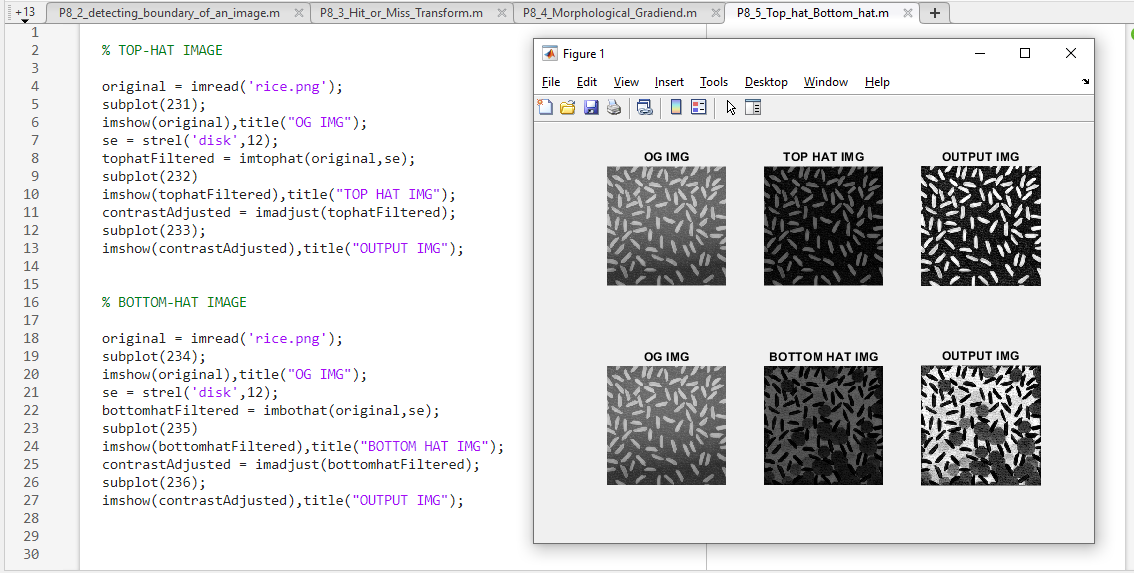 +13 P8_2_detecting_boundary_of_an_image.m P8_3_Hit_or_Miss_Transform.m P8_4_Morphological_Gradiend.m P8_5_Top_hat_Bottom_hat.m
1
2 % TOP-HAT IMAGE
3
4 original = imread('rice.png');
5 subplot(231);
6 imshow(original),title("OG IMG");
7 se = strel('disk',12);
8 tophatFiltered = imtophat(original,se);
9 subplot(232)
10 imshow(tophatFiltered),title("TOP HAT IMG");
11 contrastAdjusted = imadjust(tophatFiltered);
12 subplot(233);
13 imshow(contrastAdjusted),title("OUTPUT IMG");
14
15
16 % BOTTOM-HAT IMAGE
17
18 original = imread('rice.png');
19 subplot(234);
20 imshow(original),title("OG IMG");
21 se = strel('disk',12);
22 bottomhatFiltered = imbothat(original,se);
23 subplot(235)
24 imshow(bottomhatFiltered),title("BOTTOM HAT IMG");
25 contrastAdjusted = imadjust(bottomhatFiltered);
26 subplot(236);
27 imshow(contrastAdjusted),title("OUTPUT IMG");
28
29
30
Figure 1
File Edit View Insert Tools Desktop Window Help
OG IMG TOP HAT IMG OUTPUT IMG
OG IMG BOTTOM HAT IMG OUTPUT IMG